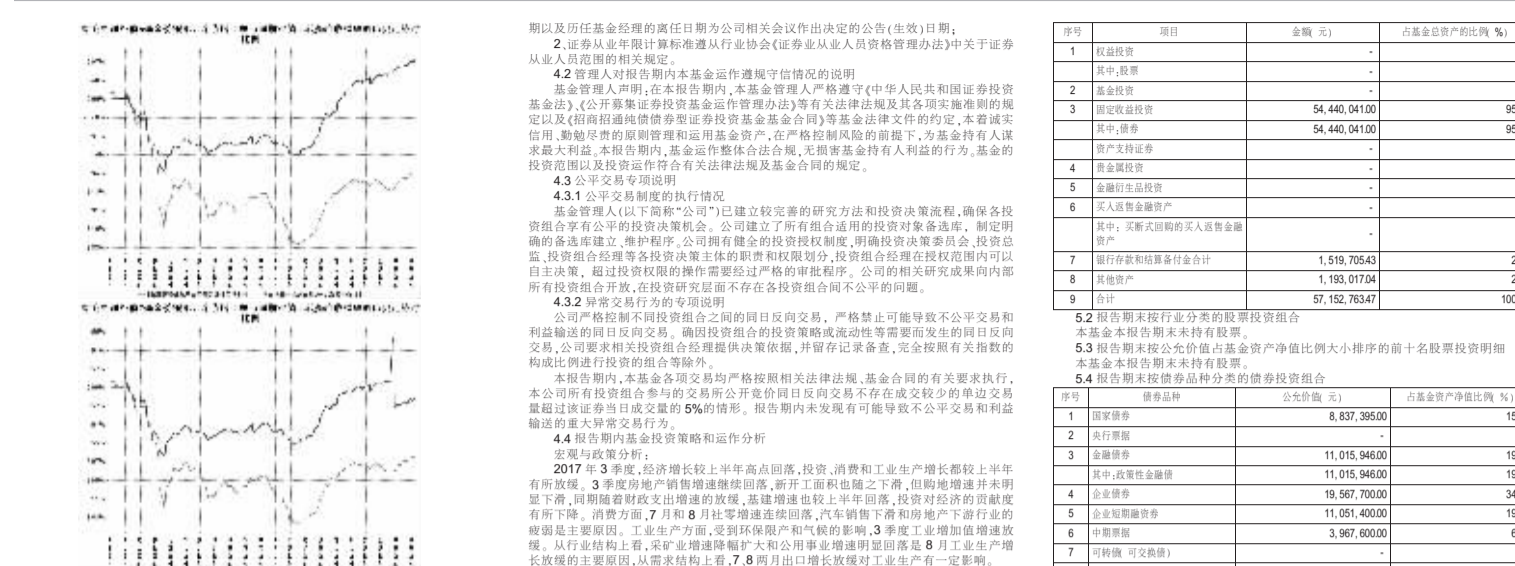 期以及历任基金经理的离任日期为公司相关会议作出决定的公告(生效)日期;
2、证券从业年限计算标准遵从行业协会《证券业从业人员资格管理办法》中关于证券
从业人员范围的相关规定。
4.2 管理人对报告期内本基金运作遵规守信情况的说明
基金管理人声明:在本报告期内,本基金管理人严格遵守《中华人民共和国证券投资
基金法》、《公开募集证券投资基金运作管理办法》等有关法律法规及其各项实施准则的规
定以及《招商招通纯债债券型证券投资基金基金合同》等基金法律文件的约定,本着诚实
信用、勤勉尽责的原则管理和运用基金资产,在严格控制风险的前提下,为基金持有人谋
求最大利益。本报告期内,基金运作整体合法合规,无损害基金持有人利益的行为。基金的
投资范围以及投资运作符合有关法律法规及基金合同的规定。
4.3 公平交易专项说明
4.3.1 公平交易制度的执行情况
基金管理人(以下简称“公司”)已建立较完善的研究方法和投资决策流程,确保各投
资组合享有公平的投资决策机会。公司建立了所有组合适用的投资对象备选库, 制定明
确的备选库建立、维护程序。公司拥有健全的投资授权制度,明确投资决策委员会、投资总
监、投资组合经理等各投资决策主体的职责和权限划分,投资组合经理在授权范围内可以
自主决策, 超过投资权限的操作需要经过严格的审批程序。公司的相关研究成果向内部
所有投资组合开放,在投资研究层面不存在各投资组合间不公平的问题。
4.3.2 异常交易行为的专项说明
公司严格控制不同投资组合之间的同日反向交易, 严格禁止可能导致不公平交易和
利益输送的同日反向交易。确因投资组合的投资策略或流动性等需要而发生的同日反向
交易,公司要求相关投资组合经理提供决策依据,并留存记录备查,完全按照有关指数的
构成比例进行投资的组合等除外。
本报告期内,本基金各项交易均严格按照相关法律法规、基金合同的有关要求执行,
本公司所有投资组合参与的交易所公开竞价同日反向交易不存在成交较少的单边交易
量超过该证券当日成交量的 5%的情形。报告期内未发现有可能导致不公平交易和利益
输送的重大异常交易行为。
4.4 报告期内基金投资策略和运作分析
宏观与政策分析:
2017 年 3 季度,经济增长较上半年高点回落,投资、消费和工业生产增长都较上半年
有所放缓。3 季度房地产销售增速继续回落,新开工面积也随之下滑,但购地增速并未明
显下滑,同期随着财政支出增速的放缓,基建增速也较上半年回落,投资对经济的贡献度
有所下降。消费方面,7 月和 8 月社零增速连续回落,汽车销售下滑和房地产下游行业的
疲弱是主要原因。工业生产方面,受到环保限产和气候的影响,3 季度工业增加值增速放
缓。从行业结构上看,采矿业增速降幅扩大和公用事业增速明显回落是 8 月工业生产增
长放缓的主要原因,从需求结构上看,7、8 两月出口增长放缓对工业生产有一定影响。
序号 项目 金额( 元) 占基金总资产的比例( %)
1 权益投资 -
其中:股票 -
2 基金投资 -
3 固定收益投资 54,440,041.00 95
其中:债券 54,440,041.00 95
资产支持证券 -
4 贵金属投资 -
5 金融衍生品投资 -
6 买入返售金融资产 -
其中: 买断式回购的买入返售金融
资产 -
7 银行存款和结算备付金合计 1,519,705.43 2
8 其他资产 1,193,017.04 2
9 合计 57,152,763.47 100
5.2 报告期末按行业分类的股票投资组合
本基金本报告期末未持有股票。
5.3 报告期末按公允价值占基金资产净值比例大小排序的前十名股票投资明细
本基金本报告期末未持有股票。
5.4 报告期末按债券品种分类的债券投资组合
序号 债券品种 公允价值( 元) 占基金资产净值比例( %)
1 国家债券 8,837,395.00 15
2 央行票据 -
3 金融债券 11,015,946.00 19
其中:政策性金融债 11,015,946.00 19
4 企业债券 19,567,700.00 34
5 企业短期融资券 11,051,400.00 19
6 中期票据 3,967,600.00 6
7 可转债( 可交换债) -